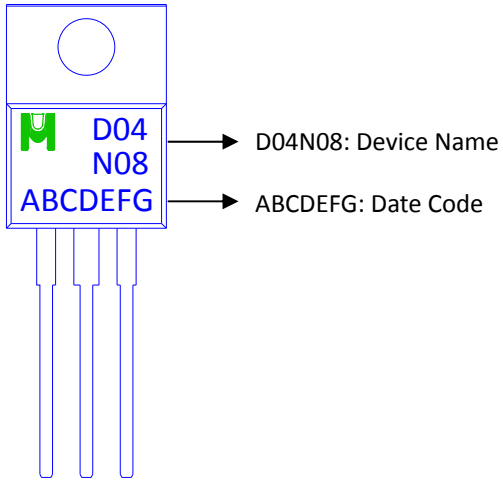 D04
N08
ABCDEFG
D04N08: Device Name
ABCDEFG: Date Code